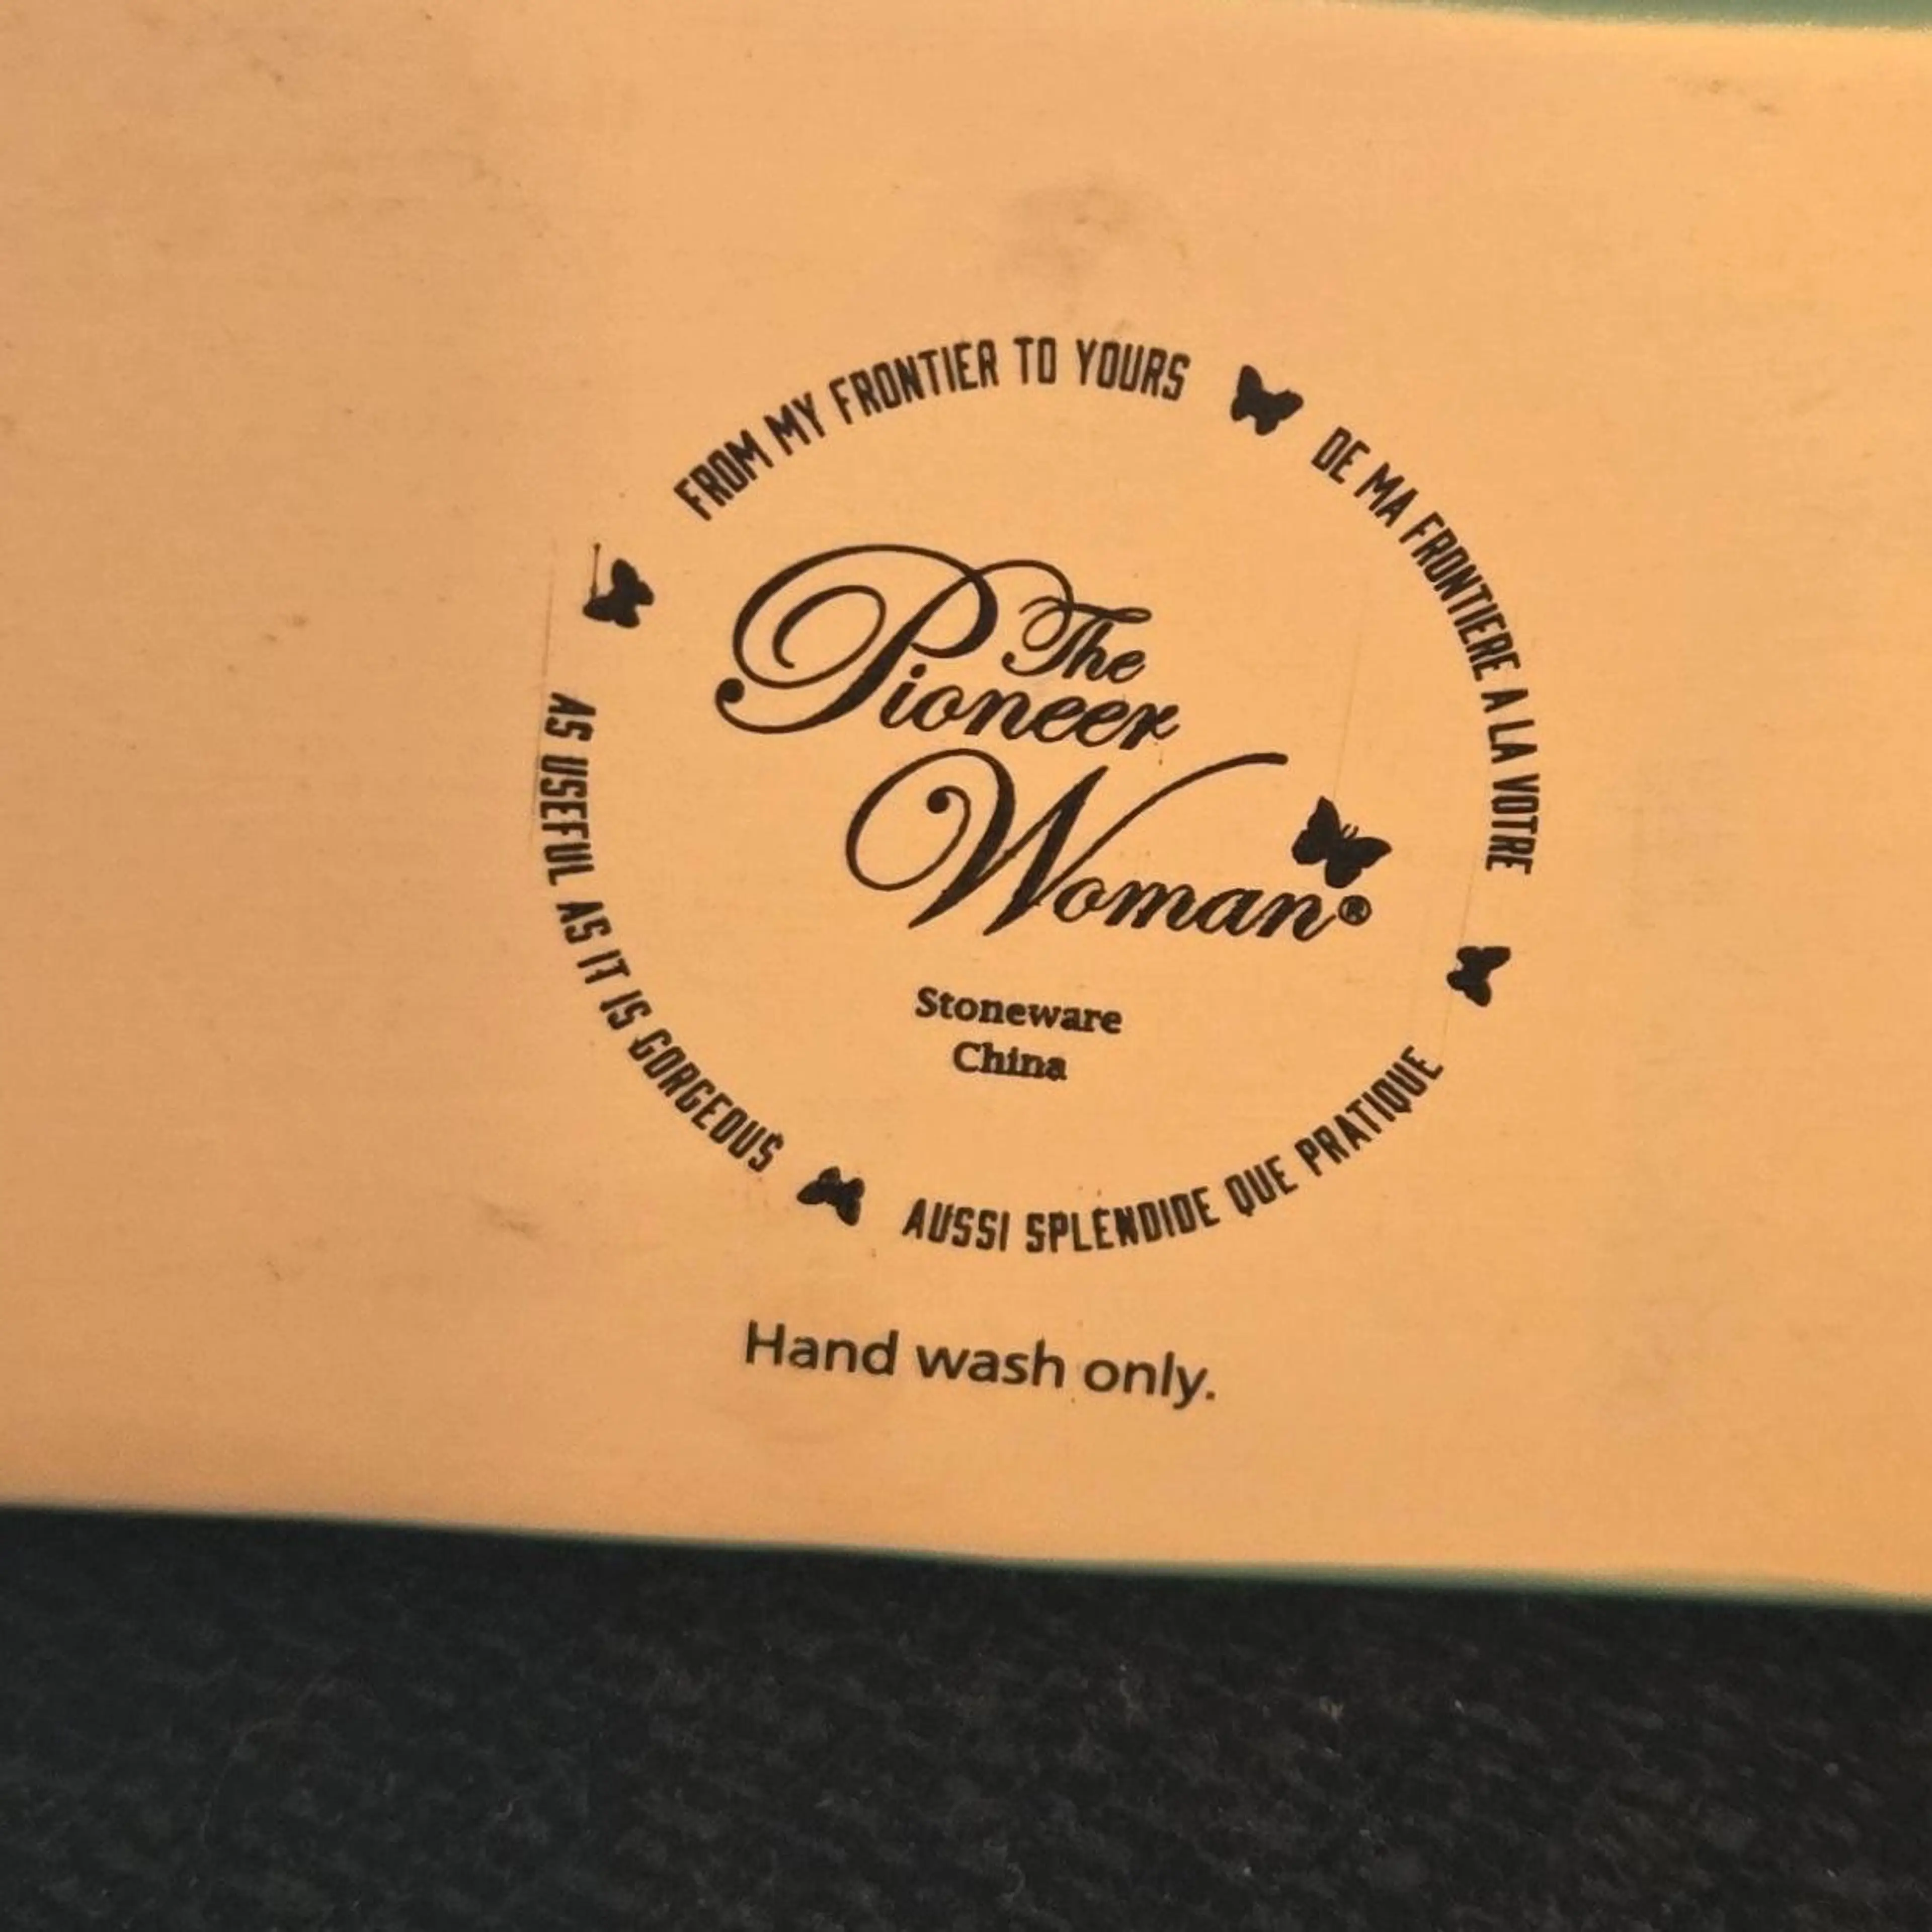 FROM MY FRONTIER TO YOURS
DE MA FRONTIERE A LA VOTRE
The
Pioneer
Woman®
Stoneware
China
AS USEFUL AS IT IS GORGEOUS
AUSSI SPLENDIDE QUE PRATIQUE
Hand wash only.